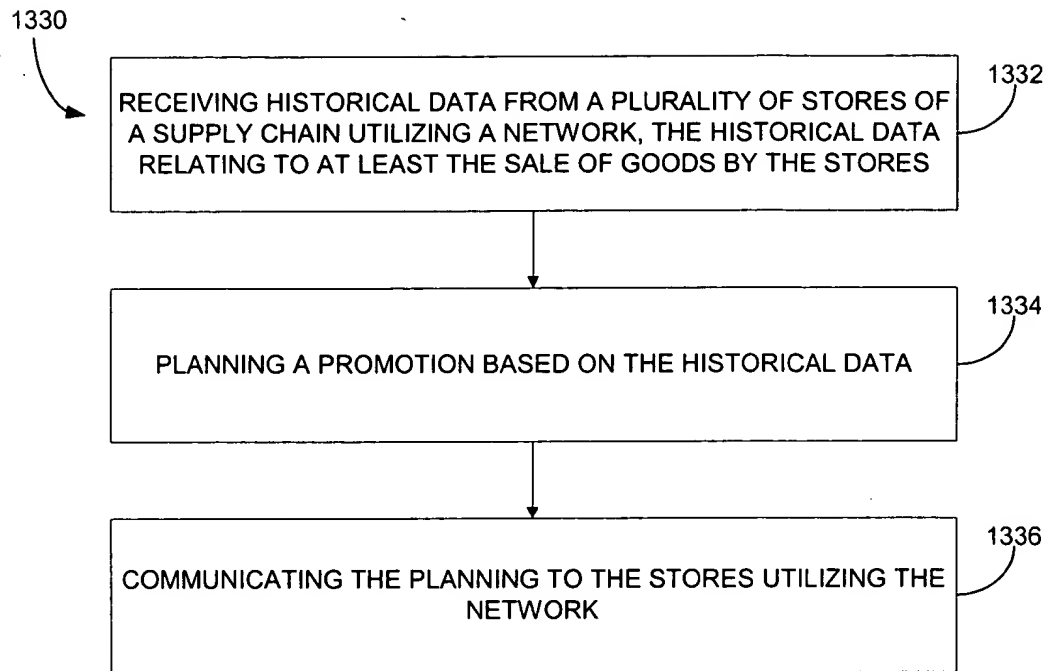 1330
1332
RECEIVING HISTORICAL DATA FROM A PLURALITY OF STORES OF
A SUPPLY CHAIN UTILIZING A NETWORK, THE HISTORICAL DATA
RELATING TO AT LEAST THE SALE OF GOODS BY THE STORES
1334
PLANNING A PROMOTION BASED ON THE HISTORICAL DATA
1336
COMMUNICATING THE PLANNING TO THE STORES UTILIZING THE
NETWORK